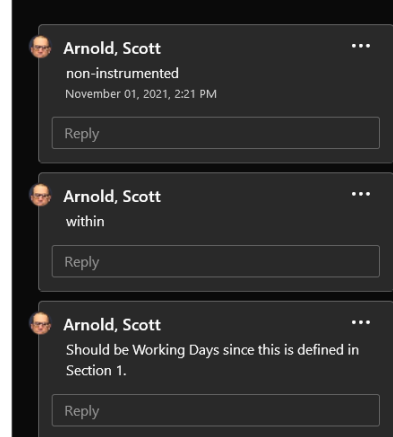 Arnold, Scott
non-instrumented
November 01, 2021, 2:21 PM
Reply
Arnold, Scott
within
Reply
Arnold, Scott
Should be Working Days since this is defined in
Section 1.
Reply